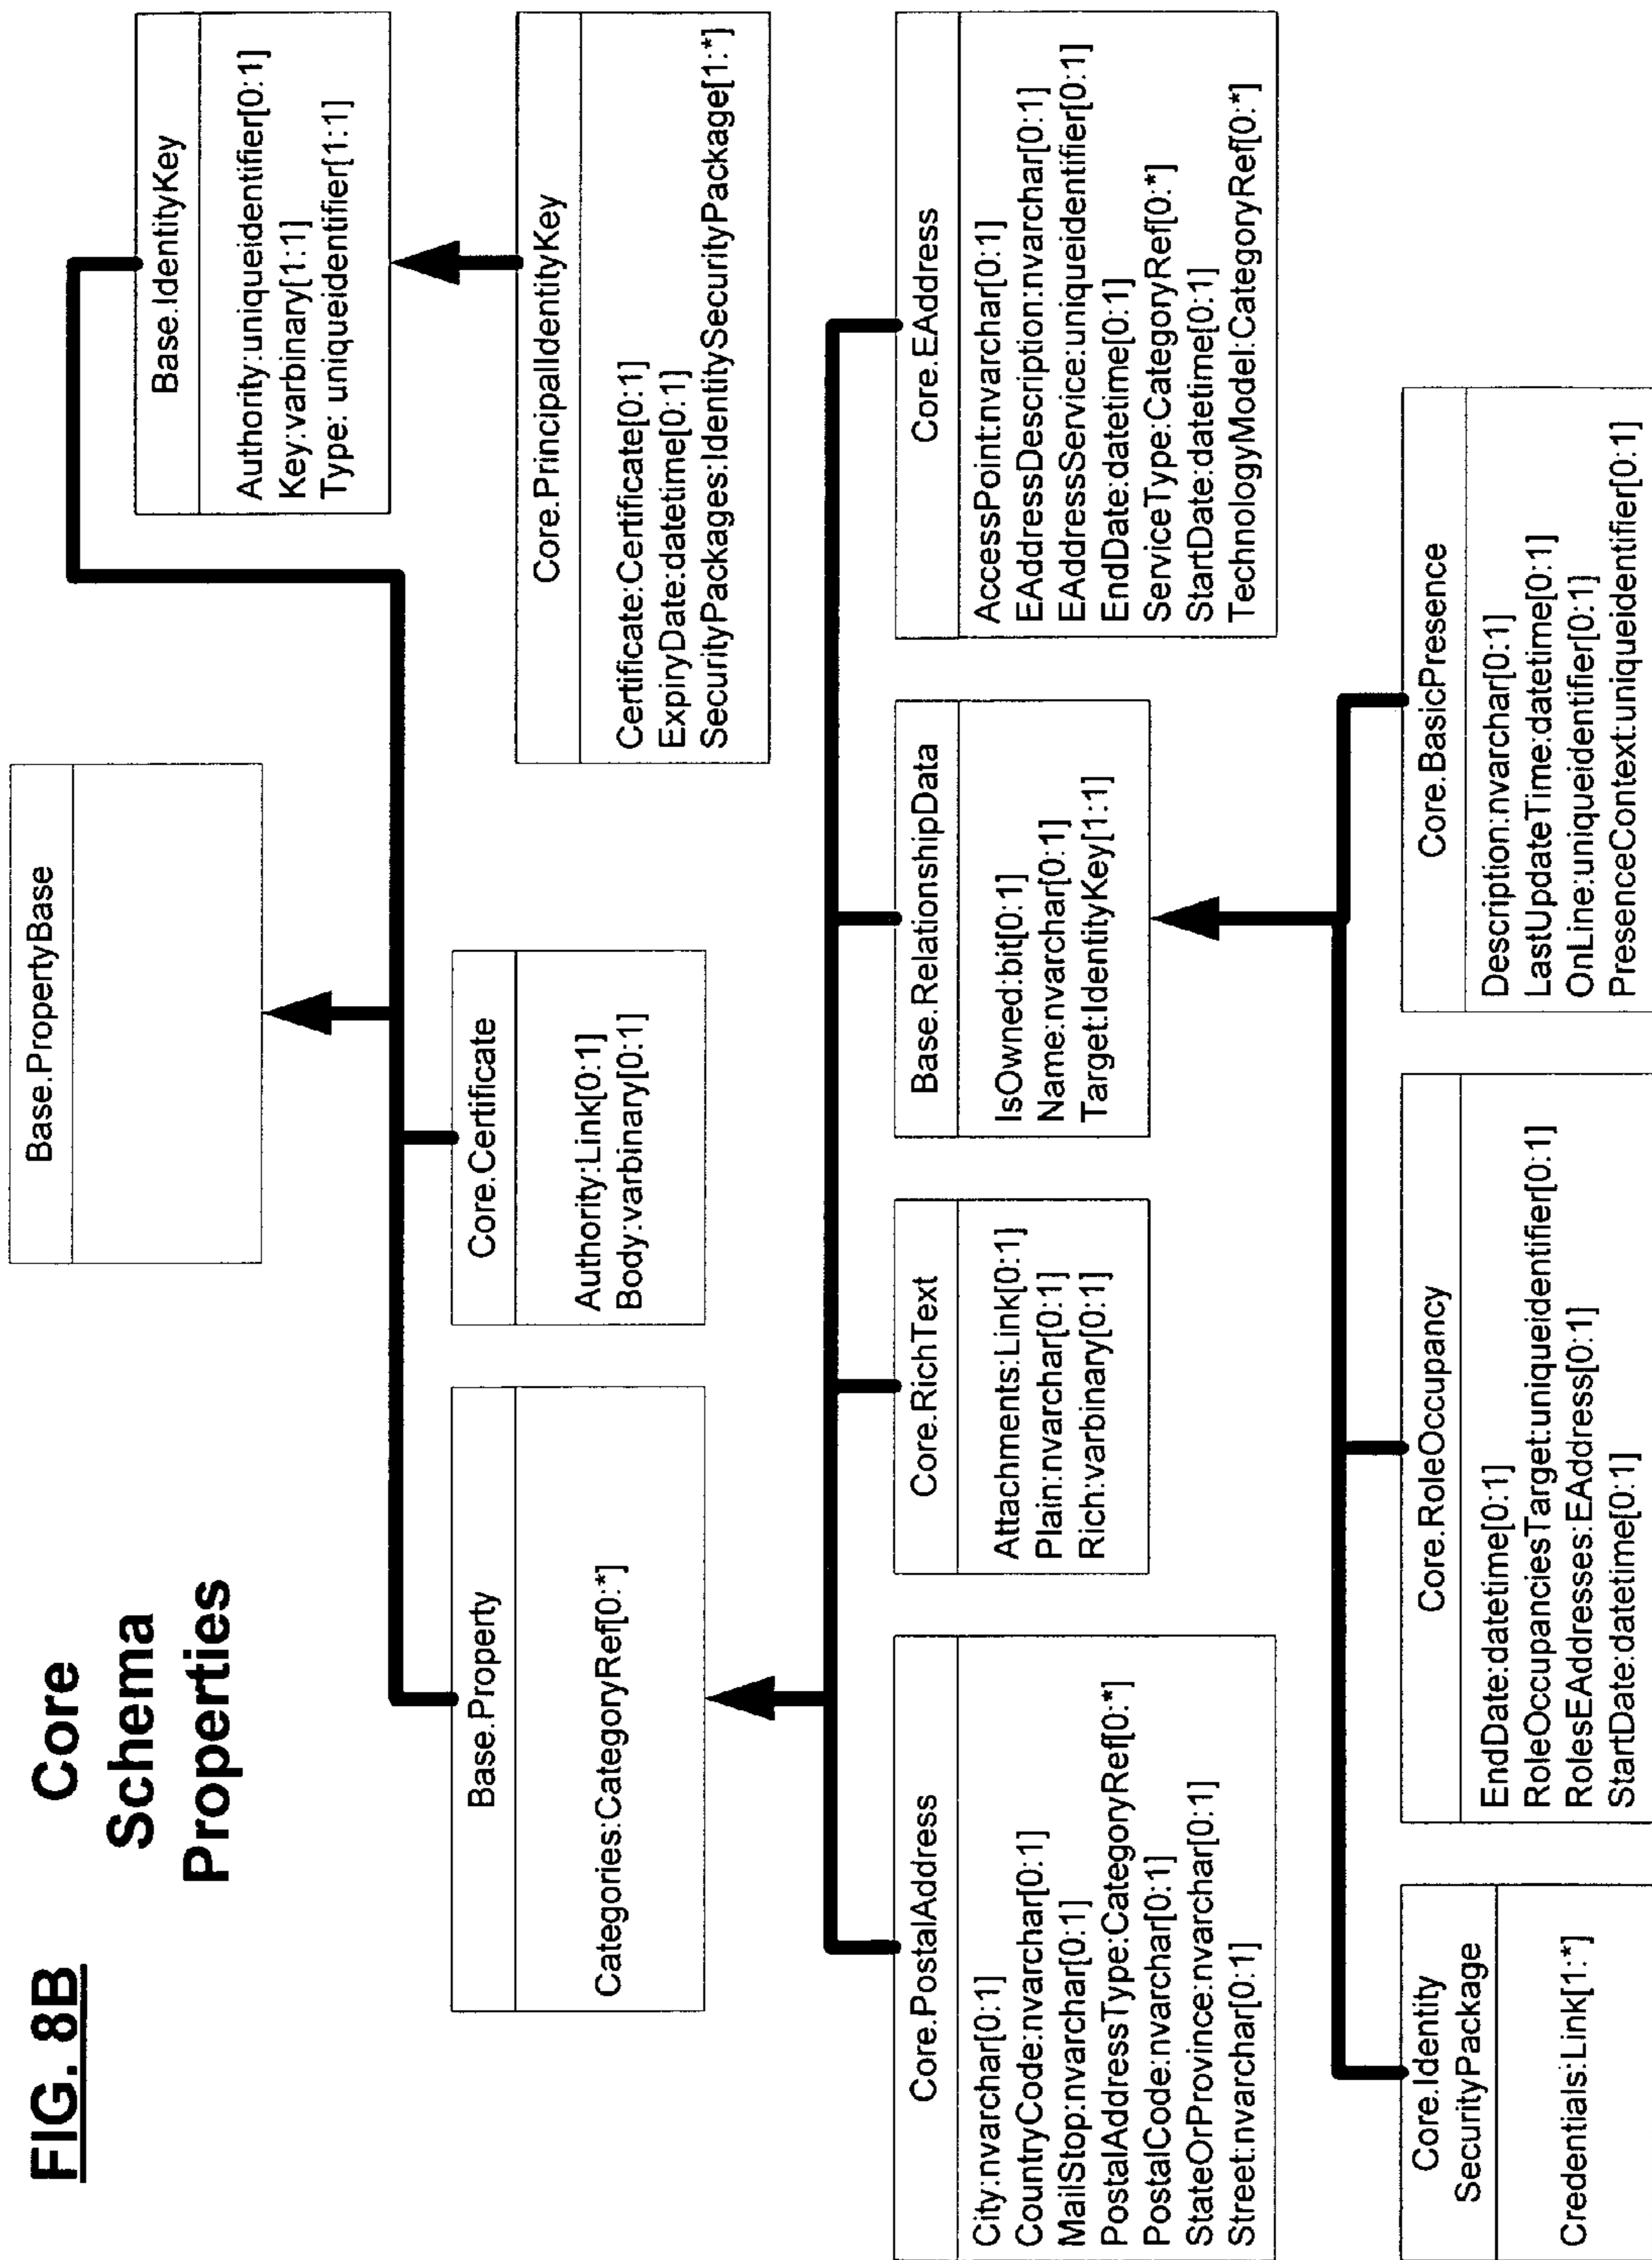 FIG. 8B
Core
Schema
Properties
Base.PropertyBase
Base.IdentityKey
Authority:uniqueidentifier[0:1]
Key:varbinary[1:1]
Type: uniqueidentifier[1:1]
Base.Property
Categories:CategoryRef[0:*]
Core.Certificate
Authority:Link[0:1]
Body:varbinary[0:1]
Core.PrincipalIdentityKey
Certificate:Certificate[0:1]
ExpiryDate:datetime[0:1]
SecurityPackages:IdentitySecurityPackage[1:*]
Core.PostalAddress
City:nvarchar[0:1]
CountryCode:nvarchar[0:1]
MailStop:nvarchar[0:1]
PostalAddressType:CategoryRef[0:*]
PostalCode:nvarchar[0:1]
StateOrProvince:nvarchar[0:1]
Street:nvarchar[0:1]
Core.RichText
Attachments:Link[0:1]
Plain:nvarchar[0:1]
Rich:varbinary[0:1]
Base.RelationshipData
IsOwned:bit[0:1]
Name:nvarchar[0:1]
Target:IdentityKey[1:1]
Core.EAddress
AccessPoint:nvarchar[0:1]
EAddressDescription:nvarchar[0:1]
EAddressService:uniqueidentifier[0:1]
EndDate:datetime[0:1]
ServiceType:CategoryRef[0:*]
StartDate:datetime[0:1]
TechnologyModel:CategoryRef[0:*]
Core.Identity
SecurityPackage
Credentials:Link[1:*]
Core.RoleOccupancy
EndDate:datetime[0:1]
RoleOccupanciesTarget:uniqueidentifier[0:1]
RolesEAddresses:EAddress[0:1]
StartDate:datetime[0:1]
Core.BasicPresence
Description:nvarchar[0:1]
LastUpdateTime:datetime[0:1]
OnLine:uniqueidentifier[0:1]
PresenceContext:uniqueidentifier[0:1]